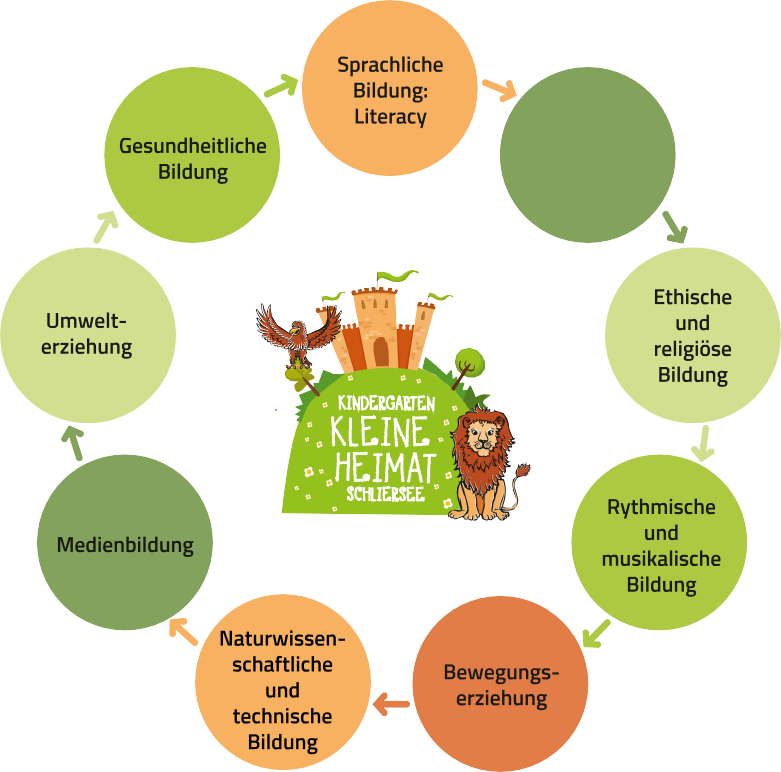 Sprachliche
Bildung:
Literacy
Ethische
und
religiöse
Bildung
Rythmische
und
musikalische
Bildung
Bewegungs-
erziehung
Naturwissen-
schaftliche
und
technische
Bildung
Medienbildung
Umwelt-
erziehung
Gesundheitliche
Bildung
KINDERGARTEN
KLEINE
HEIMAT
SCHLIERSEE